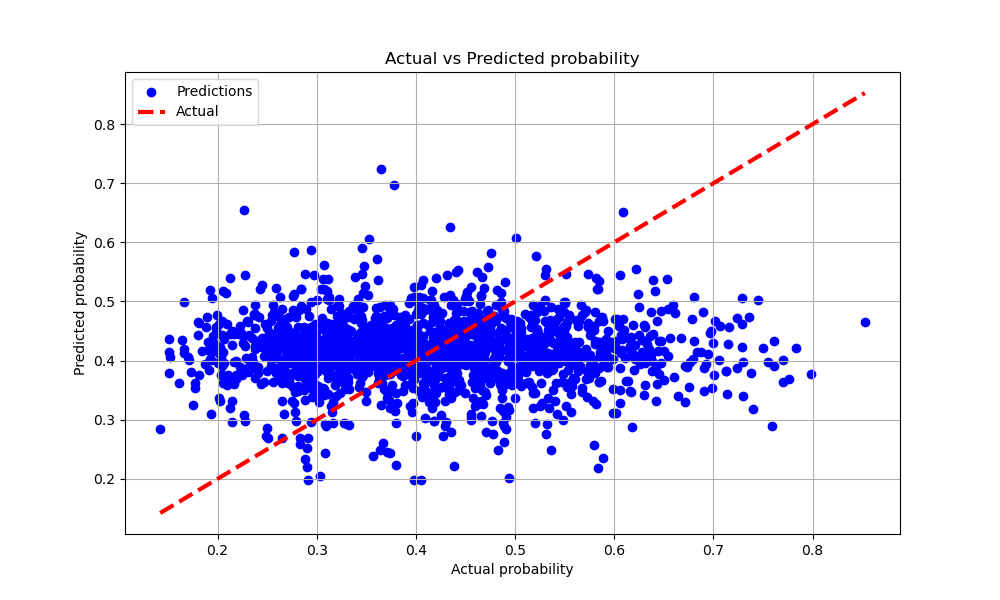 Actual vs Predicted probability
Predictions
Actual
Predicted probability
0.8
0.7
0.6
0.5
0.4
0.3
0.2
0.2 0.3 0.4 0.5 0.6 0.7 0.8
Actual probability